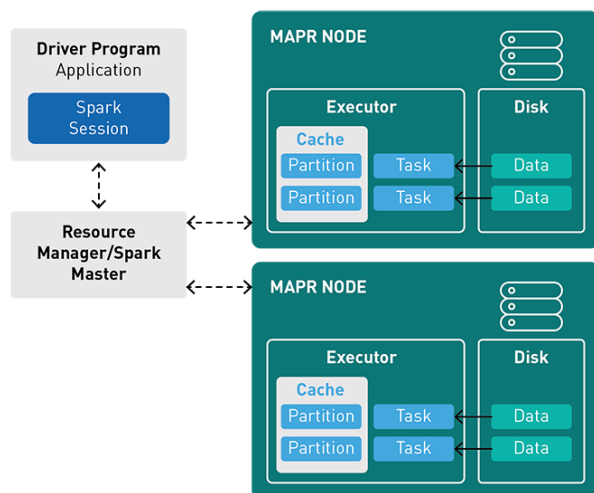 Driver Program
Application
Spark
Session
Resource
Manager/Spark
Master
MAPR NODE
Executor
Disk
Cache
Partition
Task
Data
Partition
Task
Data
MAPR NODE
Executor
Disk
Cache
Partition
Task
Data
Partition
Task
Data